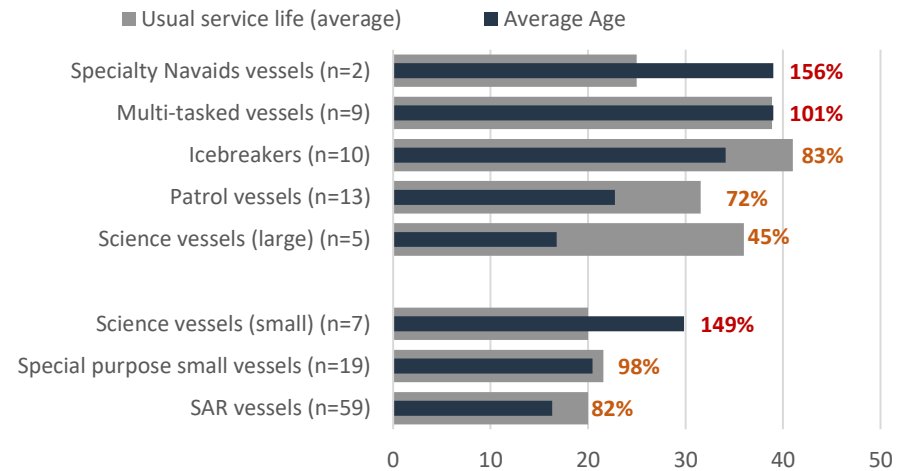 Usual service life (average) Average Age
Specialty Navaids vessels (n=2) 156%
Multi-tasked vessels (n=9) 101%
Icebreakers (n=10) 83%
Patrol vessels (n=13) 72%
Science vessels (large) (n=5) 45%
Science vessels (small) (n=7) 149%
Special purpose small vessels (n=19) 98%
SAR vessels (n=59) 82%
0 10 20 30 40 50